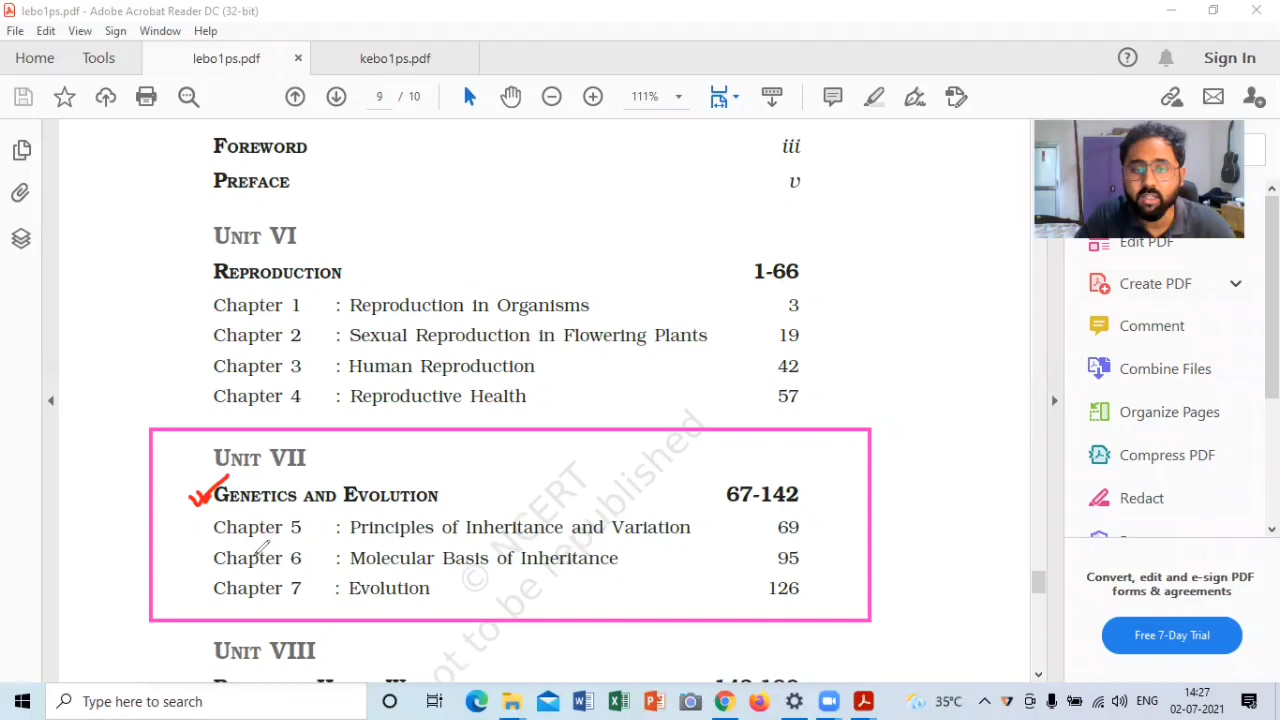 lebo1ps.pdf - Adobe Acrobat Reader DC (32-bit)
File Edit View Sign Window Help
Home Tools lebo1ps.pdf × kebo1ps.pdf Sign In
9 / 10 111%
FOREWORD iii
PREFACE v
UNIT VI
REPRODUCTION 1-66
Chapter 1 : Reproduction in Organisms 3
Chapter 2 : Sexual Reproduction in Flowering Plants 19
Chapter 3 : Human Reproduction 42
Chapter 4 : Reproductive Health 57
UNIT VII
GENETICS AND EVOLUTION 67-142
Chapter 5 : Principles of Inheritance and Variation 69
Chapter 6 : Molecular Basis of Inheritance 95
Chapter 7 : Evolution 126
UNIT VIII
© NCERT
not to be republished
Edit PDF
Create PDF
Comment
Combine Files
Organize Pages
Compress PDF
Redact
Convert, edit and e-sign PDF
forms & agreements
Free 7-Day Trial
Type here to search
35°C ENG 14:27
02-07-2021